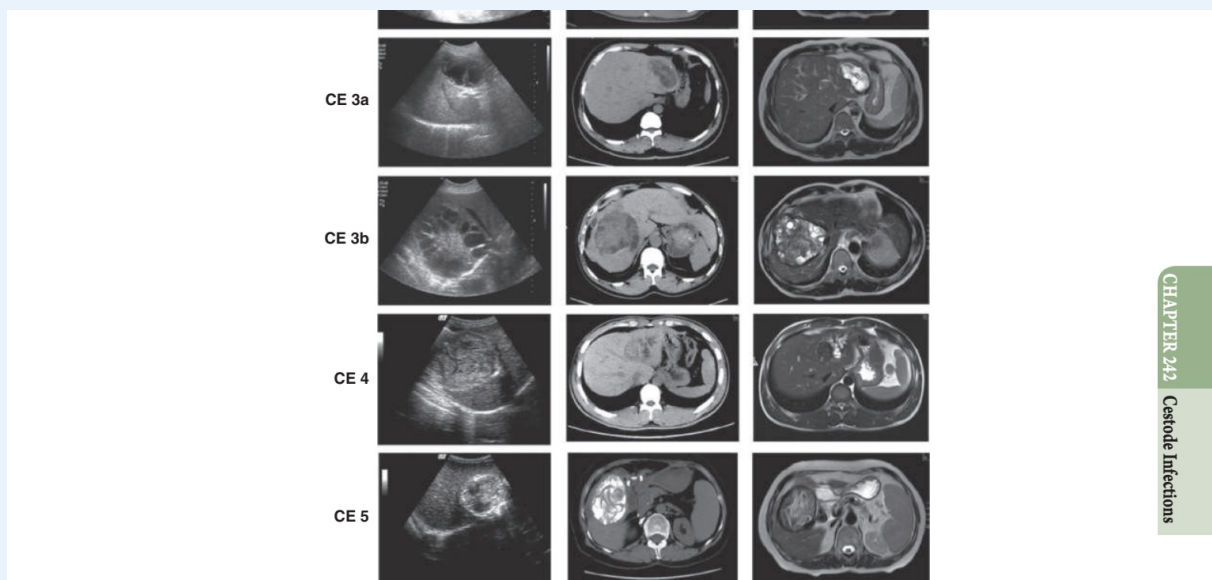 CE 3a
CE 3b
CE 4
CE 5
CHAPTER 242
Cestode Infections